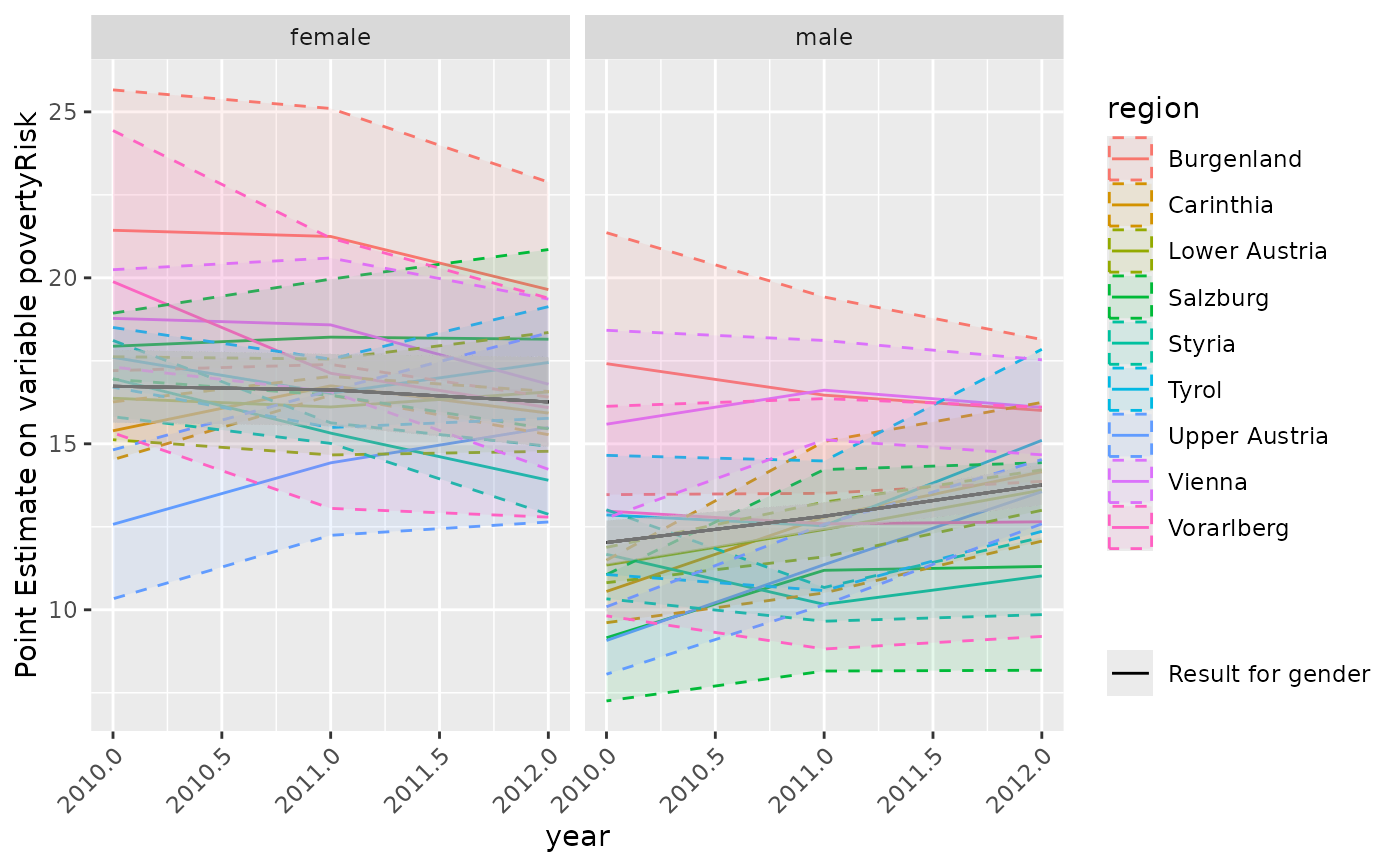 female
male
Point Estimate on variable povertyRisk
25
20
15
10
2010.0
2010.5
2011.0
2011.5
2012.0
2010.0
2010.5
2011.0
2011.5
2012.0
year
region
Burgenland
Carinthia
Lower Austria
Salzburg
Styria
Tyrol
Upper Austria
Vienna
Vorarlberg
Result for gender